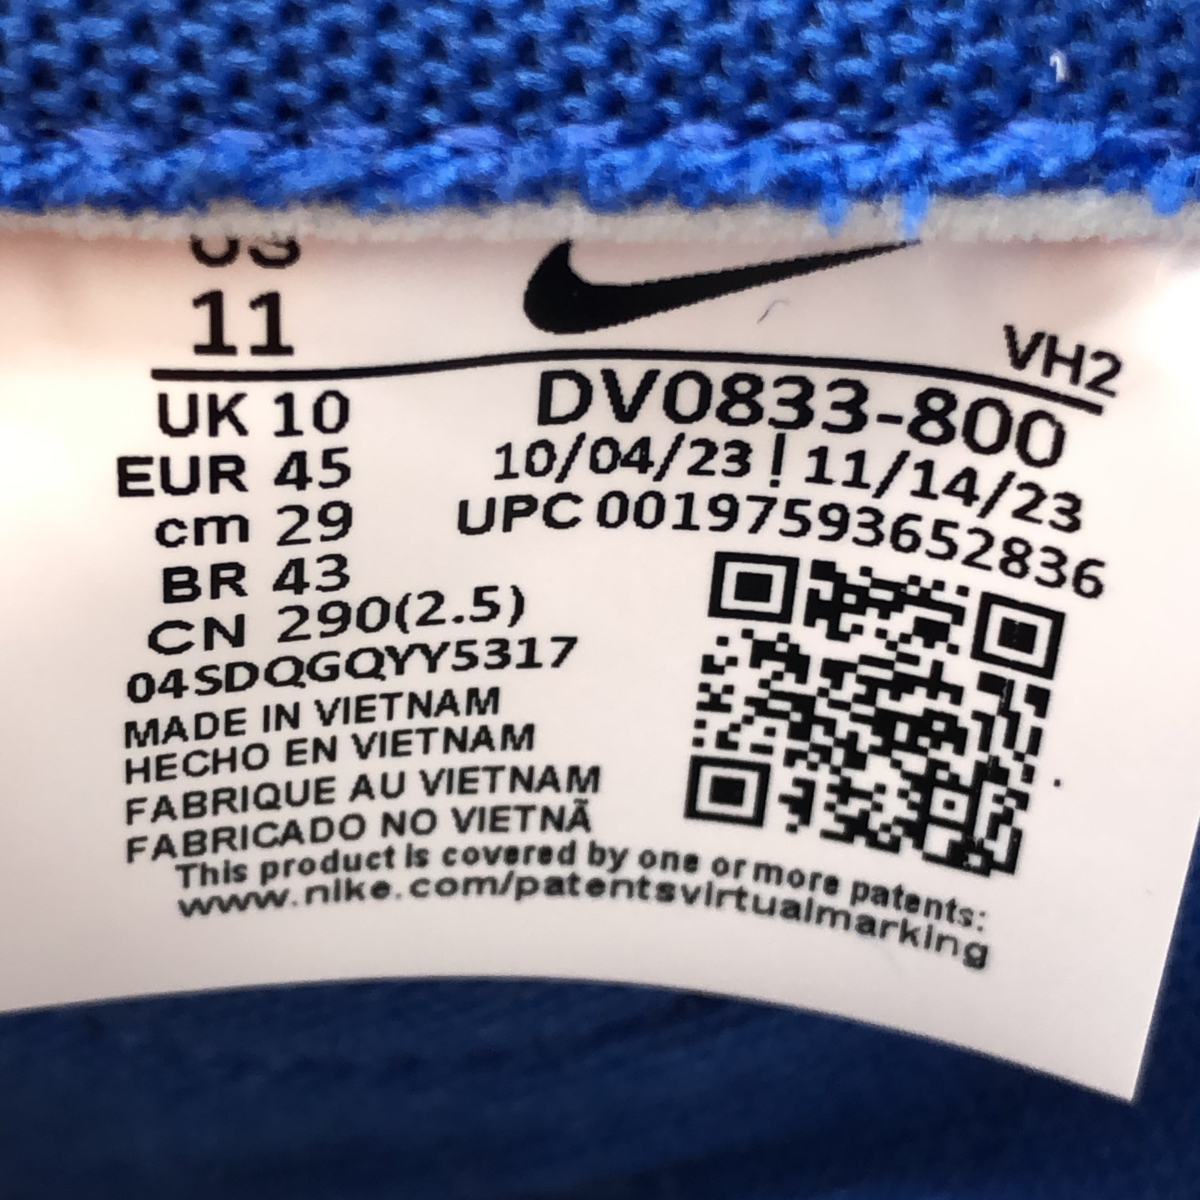 US
11
VH2
UK 10
EUR 45
cm 29
BR 43
CN 290(2.5)
DV0833-800
10/04/23 ! 11/14/23
UPC 00197593652836
04SDQGQYY5317
MADE IN VIETNAM
HECHO EN VIETNAM
FABRIQUE AU VIETNAM
FABRICADO NO VIETNÃ
This product is covered by one or more patents:
www.nike.com/patentsvirtualmarking